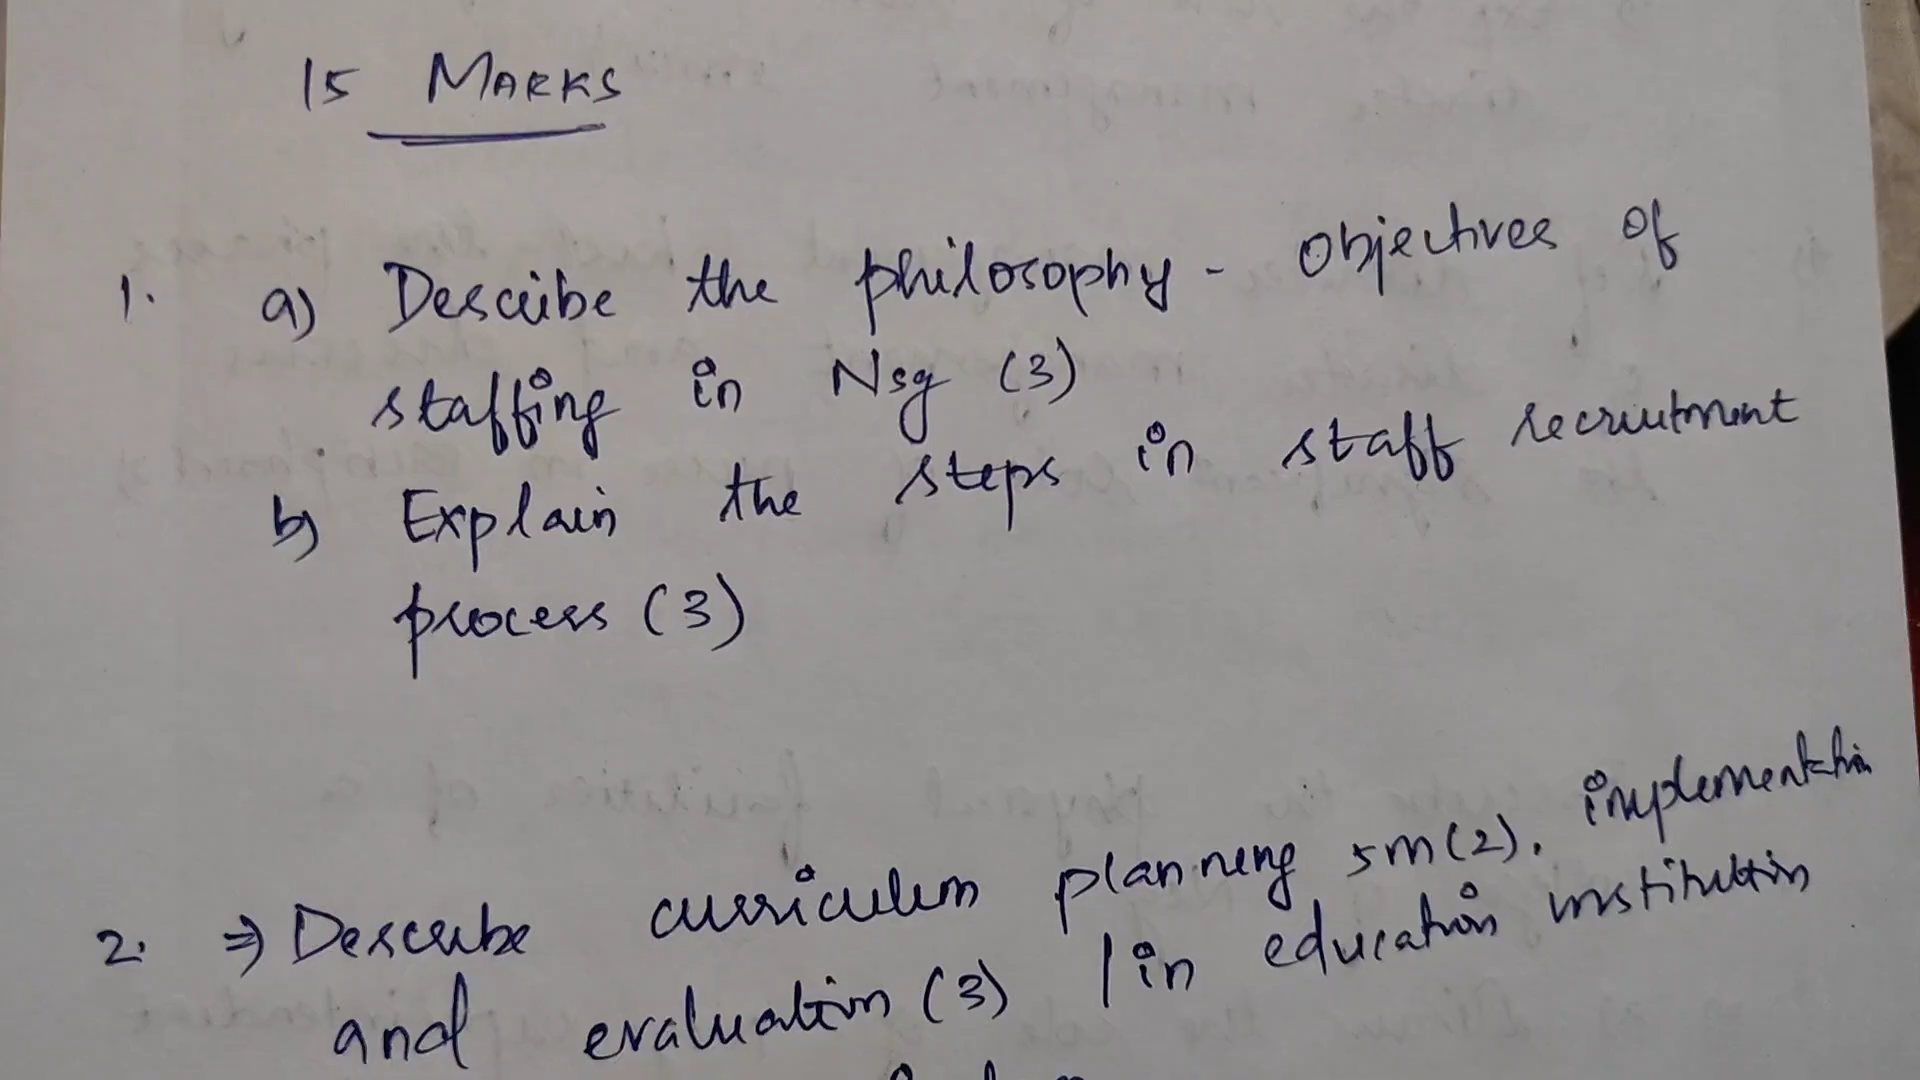 15 MARKS
1. a) Describe the philosophy - objectives of
staffing in Nsg (3)
b) Explain the steps in staff recruitment
process (3)
2. ⇒ Describe curriculum planning 5m(2), implementation
and evaluation (3) / in education institution